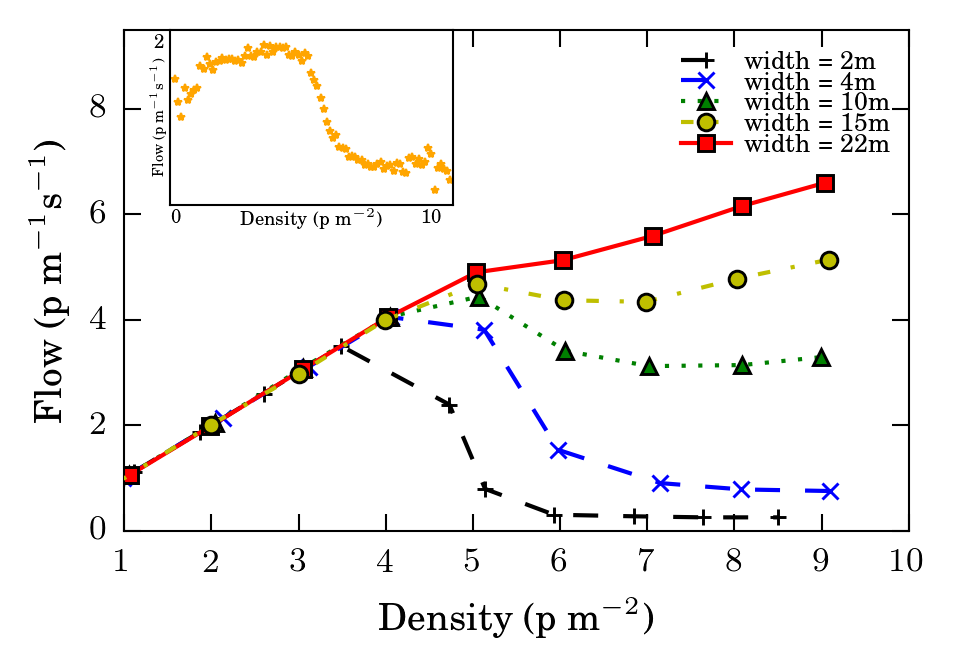 2
Flow (p m⁻¹ s⁻¹)
0
10
Density (p m⁻²)
width = 2m
width = 4m
width = 10m
width = 15m
width = 22m
8
6
4
2
0
Flow (p m⁻¹s⁻¹)
1 2 3 4 5 6 7 8 9 10
Density (p m⁻²)